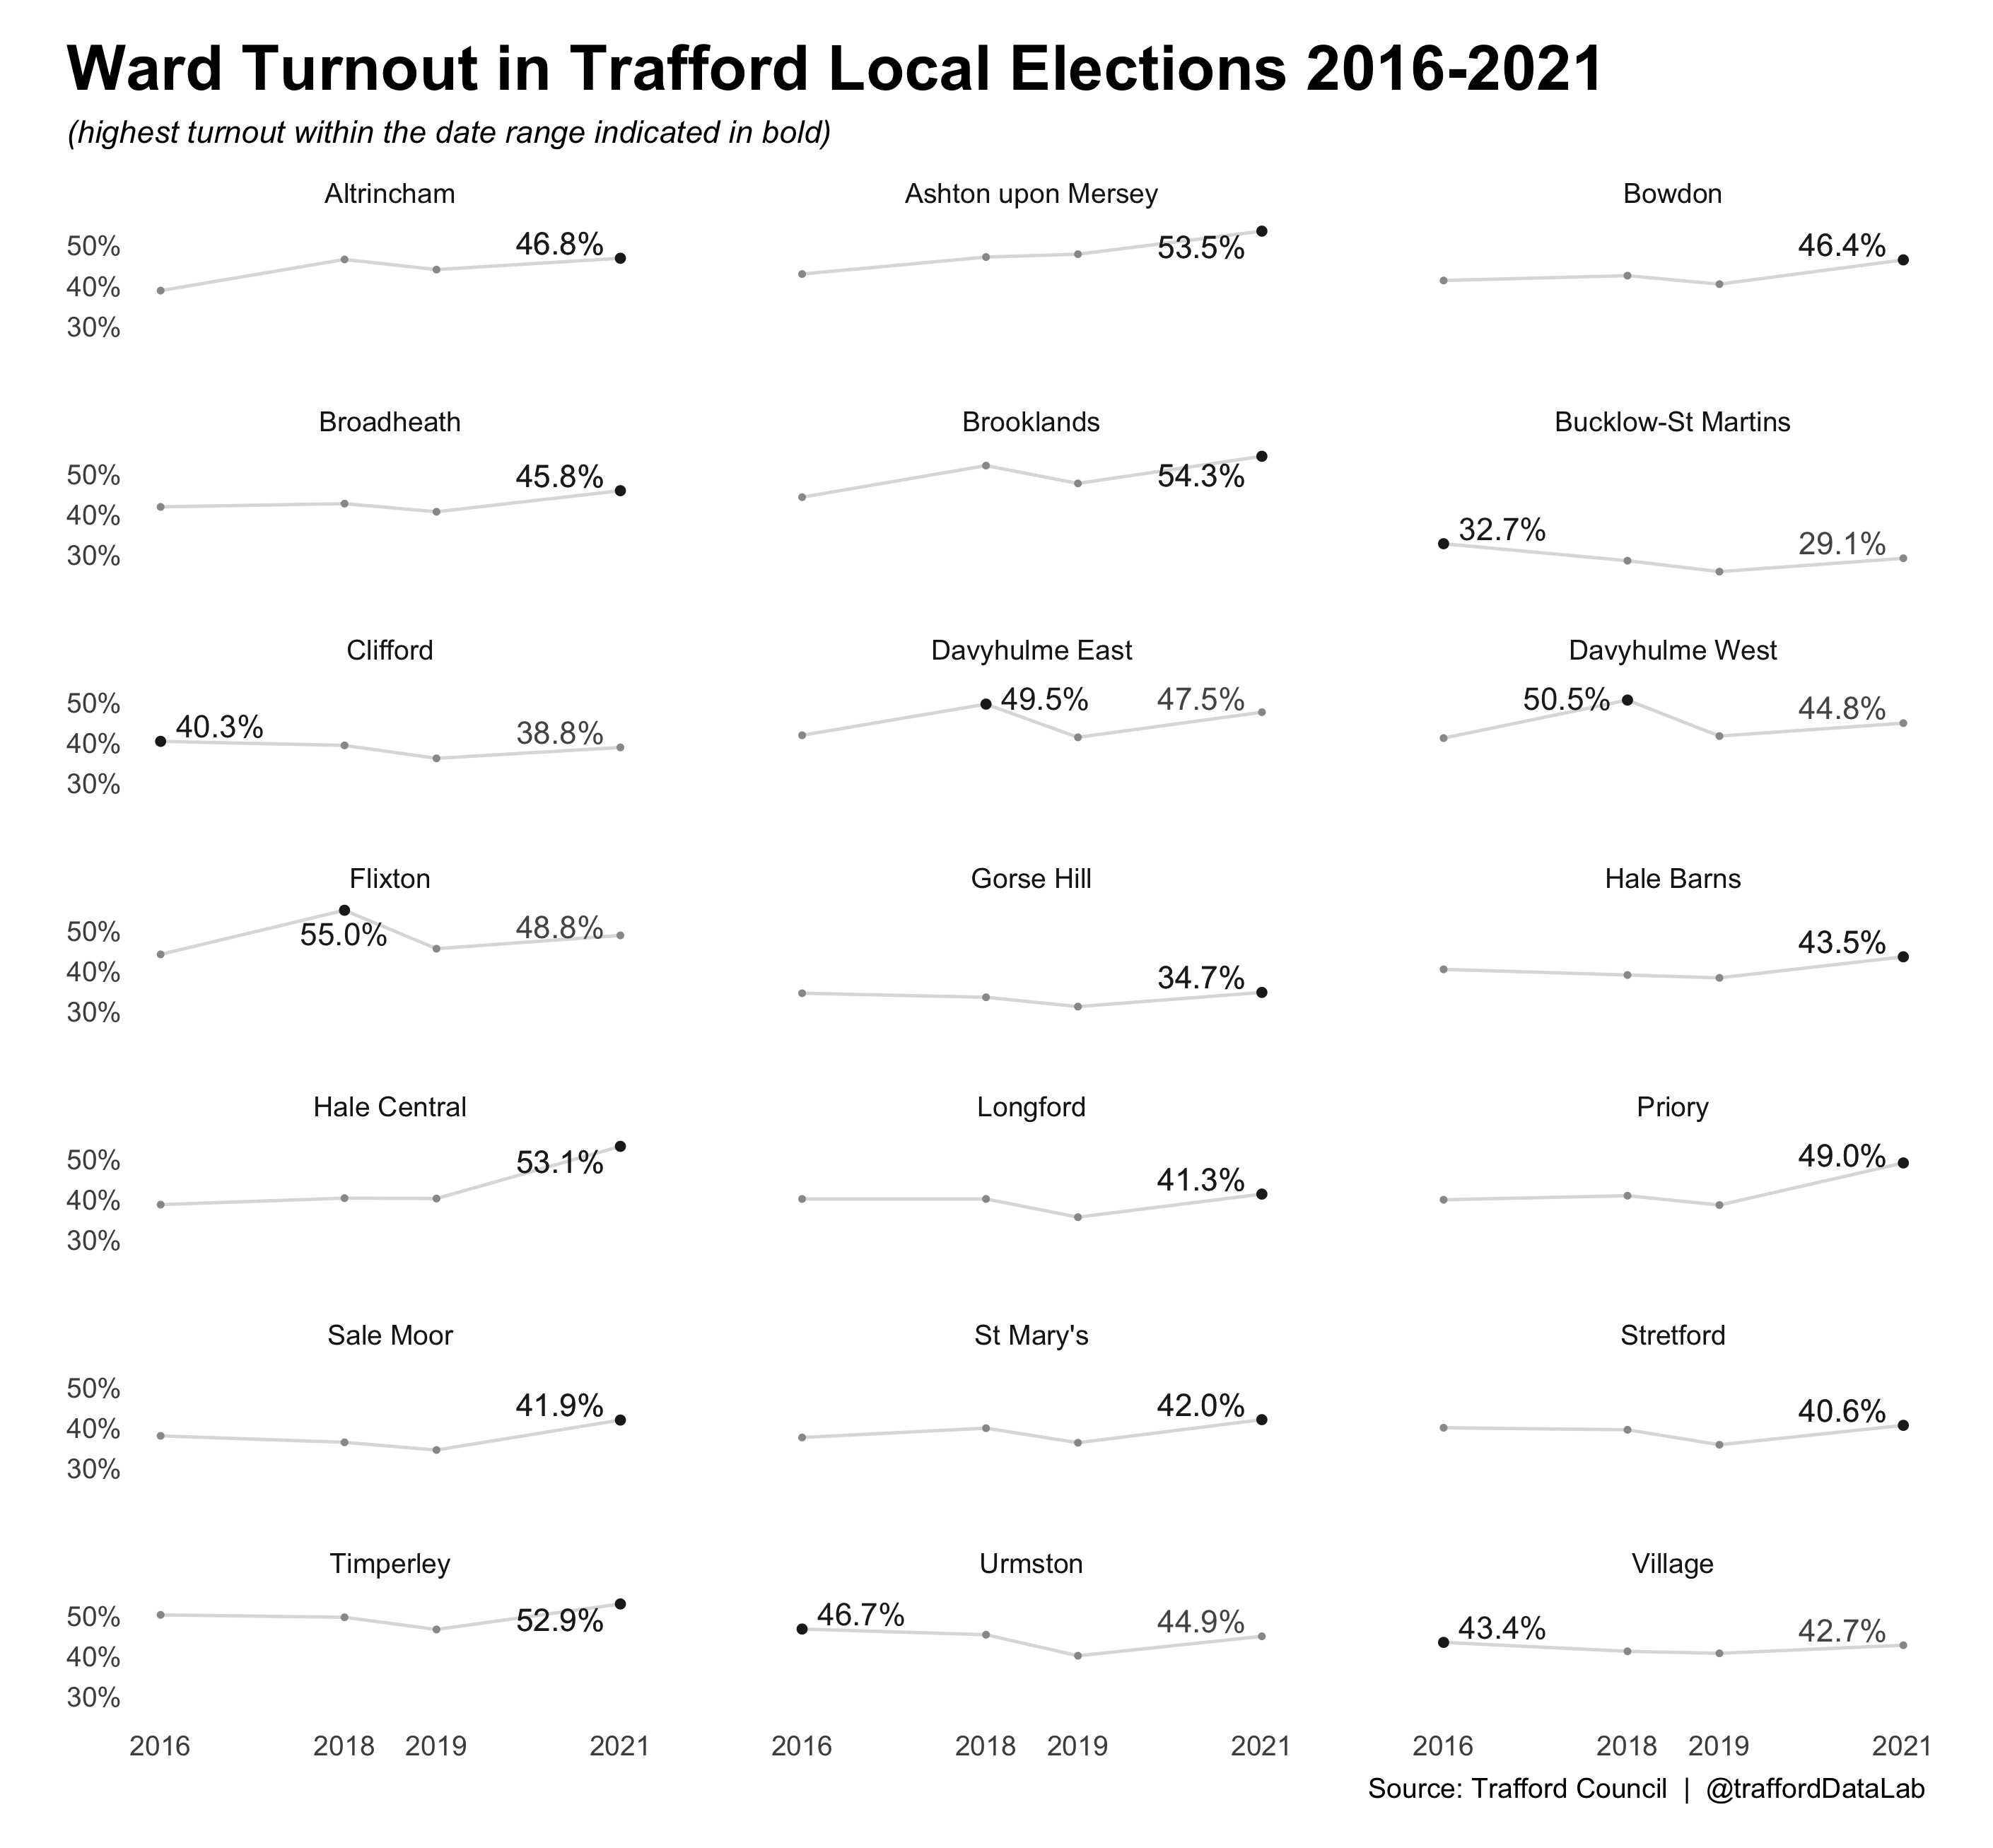 Ward Turnout in Trafford Local Elections 2016-2021
(highest turnout within the date range indicated in bold)
Altrincham
50%
40%
30%
46.8%
Ashton upon Mersey
53.5%
Bowdon
46.4%
Broadheath
50%
40%
30%
45.8%
Brooklands
54.3%
Bucklow-St Martins
32.7%
29.1%
Clifford
50%
40%
30%
40.3%
38.8%
Davyhulme East
49.5%
47.5%
Davyhulme West
50.5%
44.8%
Flixton
50%
40%
30%
55.0%
48.8%
Gorse Hill
34.7%
Hale Barns
43.5%
Hale Central
50%
40%
30%
53.1%
Longford
41.3%
Priory
49.0%
Sale Moor
50%
40%
30%
41.9%
St Mary's
42.0%
Stretford
40.6%
Timperley
50%
40%
30%
52.9%
Urmston
46.7%
44.9%
Village
43.4%
42.7%
2016 2018 2019 2021 2016 2018 2019 2021 2016 2018 2019 2021
Source: Trafford Council | @traffordDataLab